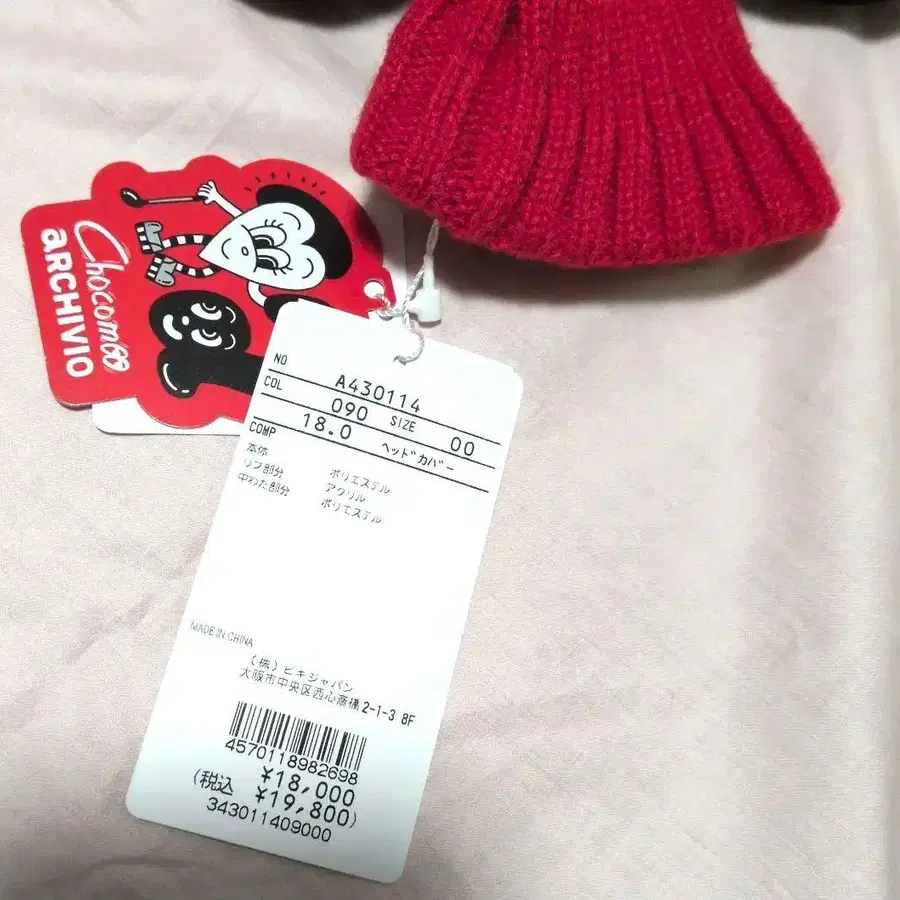 Chocomoo
aRCHIVIO
NO A430114
COL 090 SIZE 00
COMP 18.0 ヘッドカバー
本体 ポリエステル
リブ部分 アクリル
中わた部分 ポリエステル
MADE IN CHINA
(株)ビキジャパン
大阪市中央区西心斎橋2-1-3 8F
4570118982698
¥18,000
(税込 ¥19,800)
343011409000